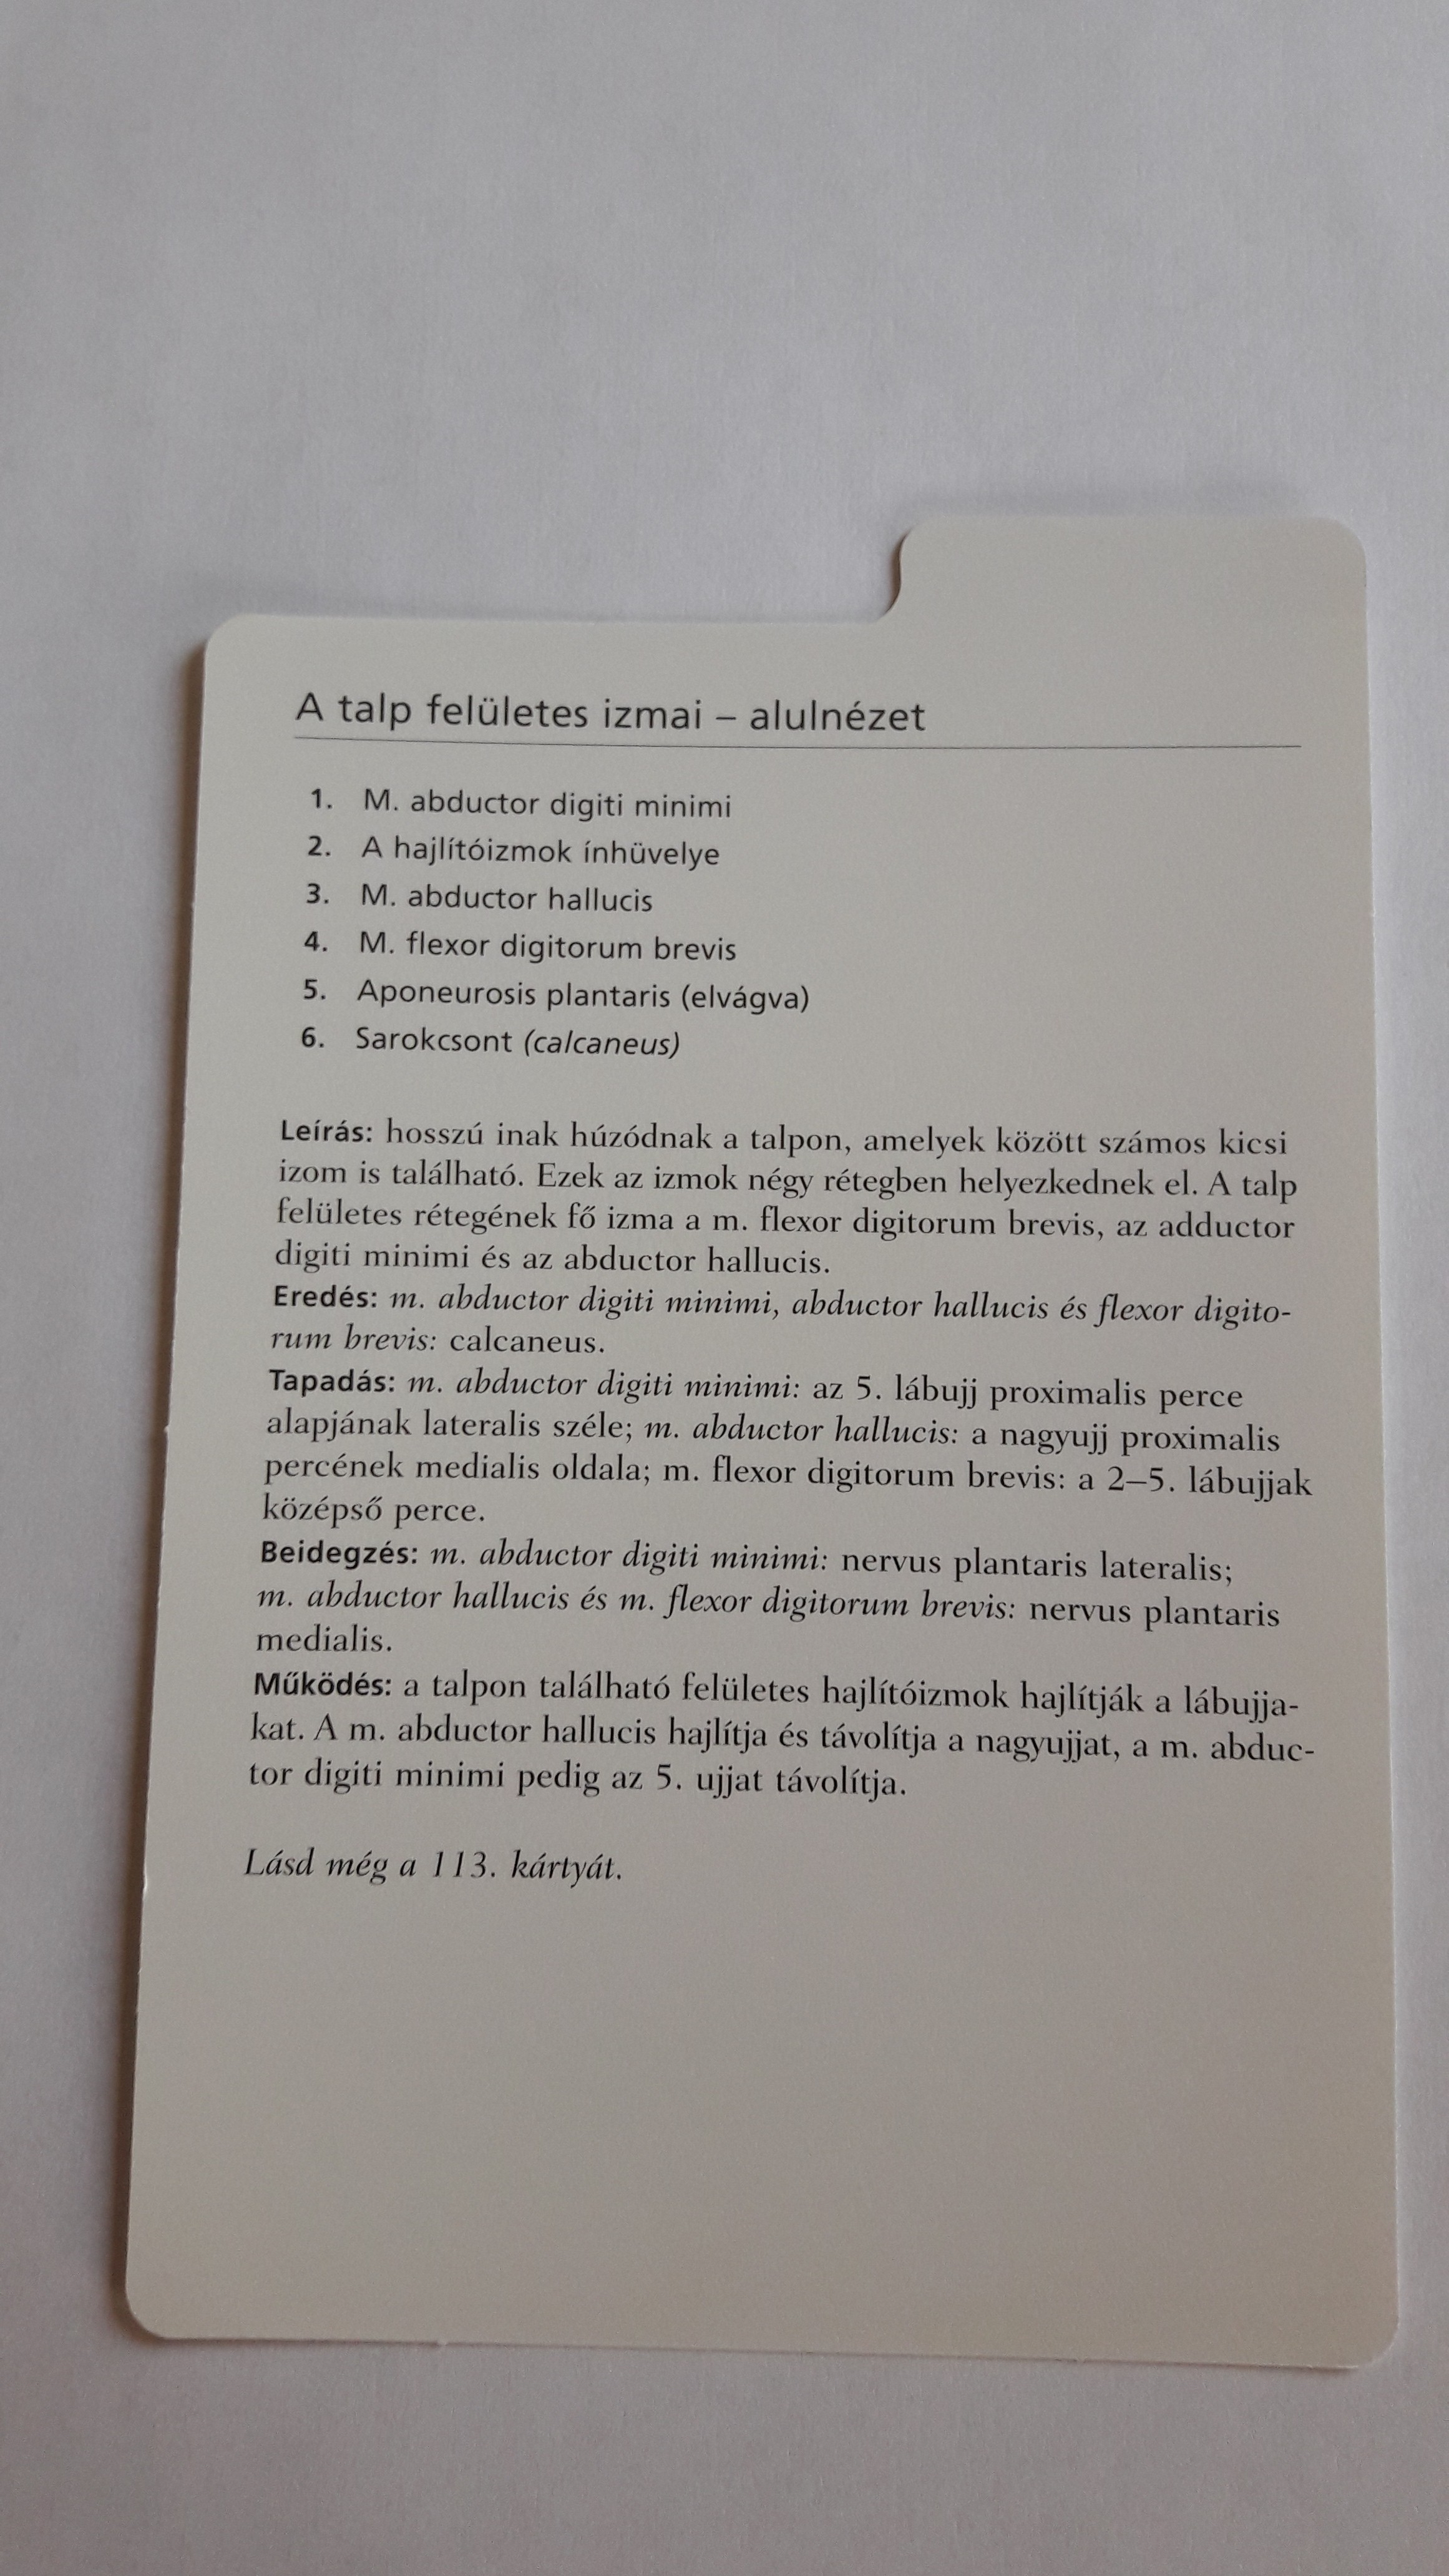 A talp felületes izmai – alulnézet
1. M. abductor digiti minimi
2. A hajlítóizmok ínhüvelye
3. M. abductor hallucis
4. M. flexor digitorum brevis
5. Aponeurosis plantaris (elvágva)
6. Sarokcsont (calcaneus)
Leírás: hosszú inak húzódnak a talpon, amelyek között számos kicsi
izom is található. Ezek az izmok négy rétegben helyezkednek el. A talp
felületes rétegének fő izma a m. flexor digitorum brevis, az adductor
digiti minimi és az abductor hallucis.
Eredés: m. abductor digiti minimi, abductor hallucis és flexor digito-
rum brevis: calcaneus.
Tapadás: m. abductor digiti minimi: az 5. lábujj proximalis perce
alapjának lateralis széle; m. abductor hallucis: a nagyujj proximalis
percének medialis oldala; m. flexor digitorum brevis: a 2–5. lábujjak
középső perce.
Beidegzés: m. abductor digiti minimi: nervus plantaris lateralis;
m. abductor hallucis és m. flexor digitorum brevis: nervus plantaris
medialis.
Működés: a talpon található felületes hajlítóizmok hajlítják a lábujja-
kat. A m. abductor hallucis hajlítja és távolítja a nagyujjat, a m. abduc-
tor digiti minimi pedig az 5. ujjat távolítja.
Lásd még a 113. kártyát.